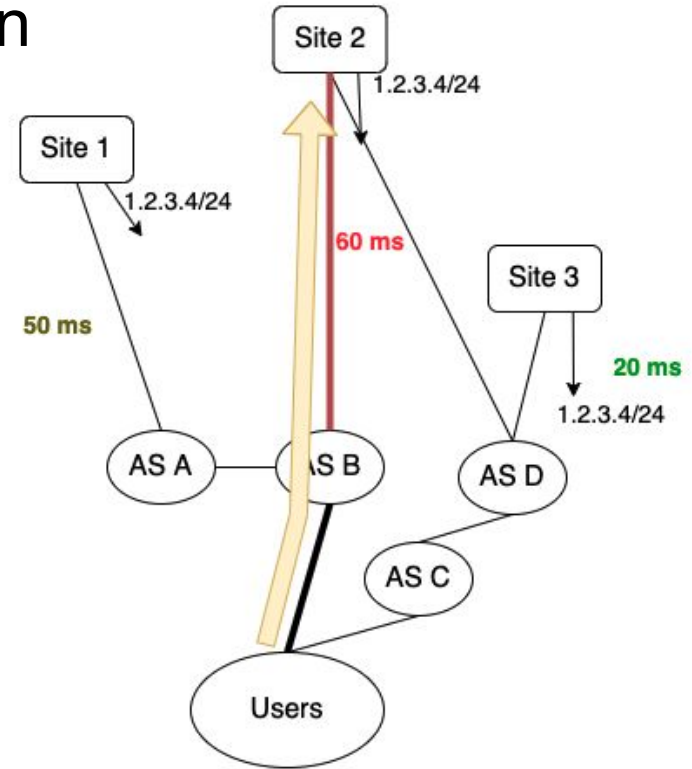 n
Site 2
1.2.3.4/24
Site 1
1.2.3.4/24
60 ms
Site 3
50 ms
20 ms
1.2.3.4/24
AS A
AS B
AS D
AS C
Users